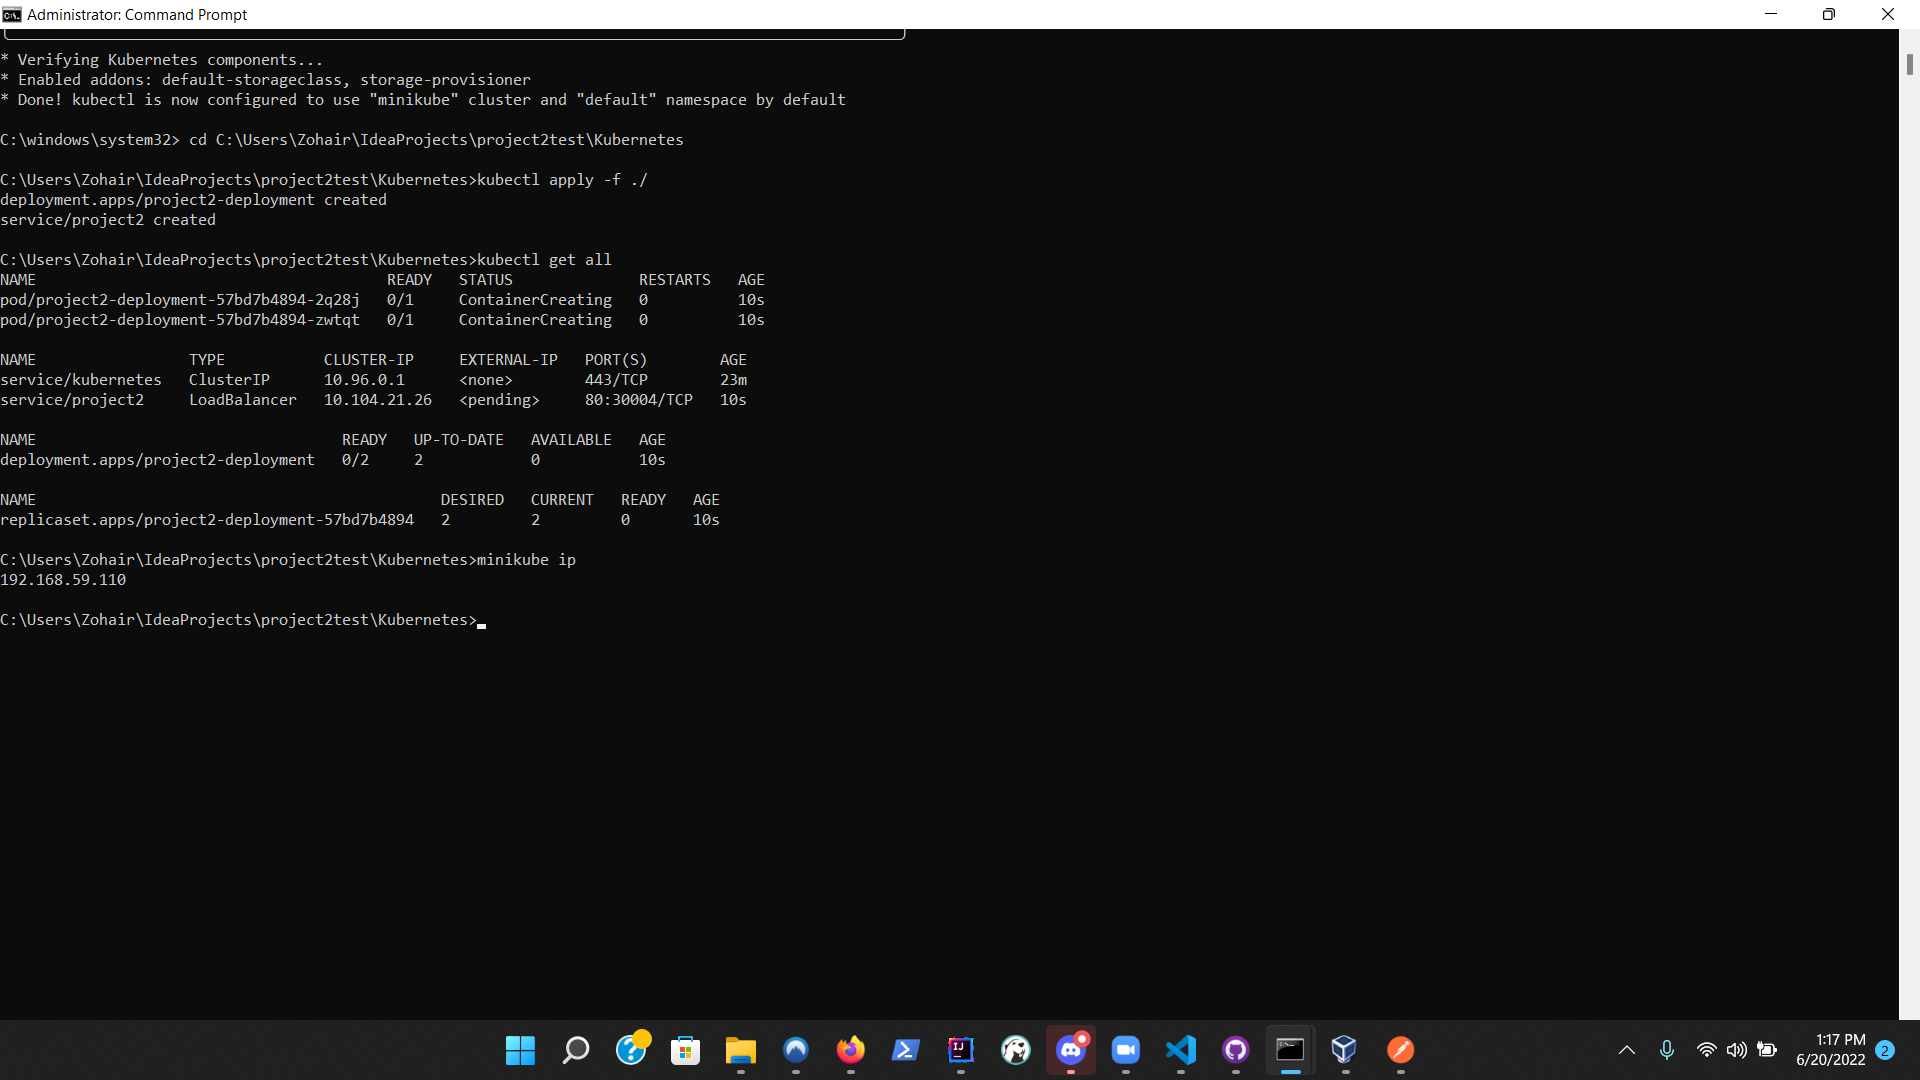 Administrator: Command Prompt
* Verifying Kubernetes components...
* Enabled addons: default-storageclass, storage-provisioner
* Done! kubectl is now configured to use "minikube" cluster and "default" namespace by default
C:\windows\system32> cd C:\Users\Zohair\IdeaProjects\project2test\Kubernetes
C:\Users\Zohair\IdeaProjects\project2test\Kubernetes>kubectl apply -f ./
deployment.apps/project2-deployment created
service/project2 created
C:\Users\Zohair\IdeaProjects\project2test\Kubernetes>kubectl get all
NAME READY STATUS RESTARTS AGE
pod/project2-deployment-57bd7b4894-2q28j 0/1 ContainerCreating 0 10s
pod/project2-deployment-57bd7b4894-zwtqt 0/1 ContainerCreating 0 10s
NAME TYPE CLUSTER-IP EXTERNAL-IP PORT(S) AGE
service/kubernetes ClusterIP 10.96.0.1 <none> 443/TCP 23m
service/project2 LoadBalancer 10.104.21.26 <pending> 80:30004/TCP 10s
NAME READY UP-TO-DATE AVAILABLE AGE
deployment.apps/project2-deployment 0/2 2 0 10s
NAME DESIRED CURRENT READY AGE
replicaset.apps/project2-deployment-57bd7b4894 2 2 0 10s
C:\Users\Zohair\IdeaProjects\project2test\Kubernetes>minikube ip
192.168.59.110
C:\Users\Zohair\IdeaProjects\project2test\Kubernetes>
1:17 PM
6/20/2022
2